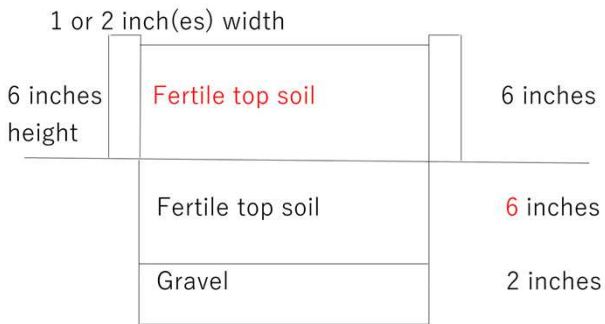 1 or 2 inch(es) width
6 inches
height
Fertile top soil
6 inches
Fertile top soil
6 inches
Gravel
2 inches